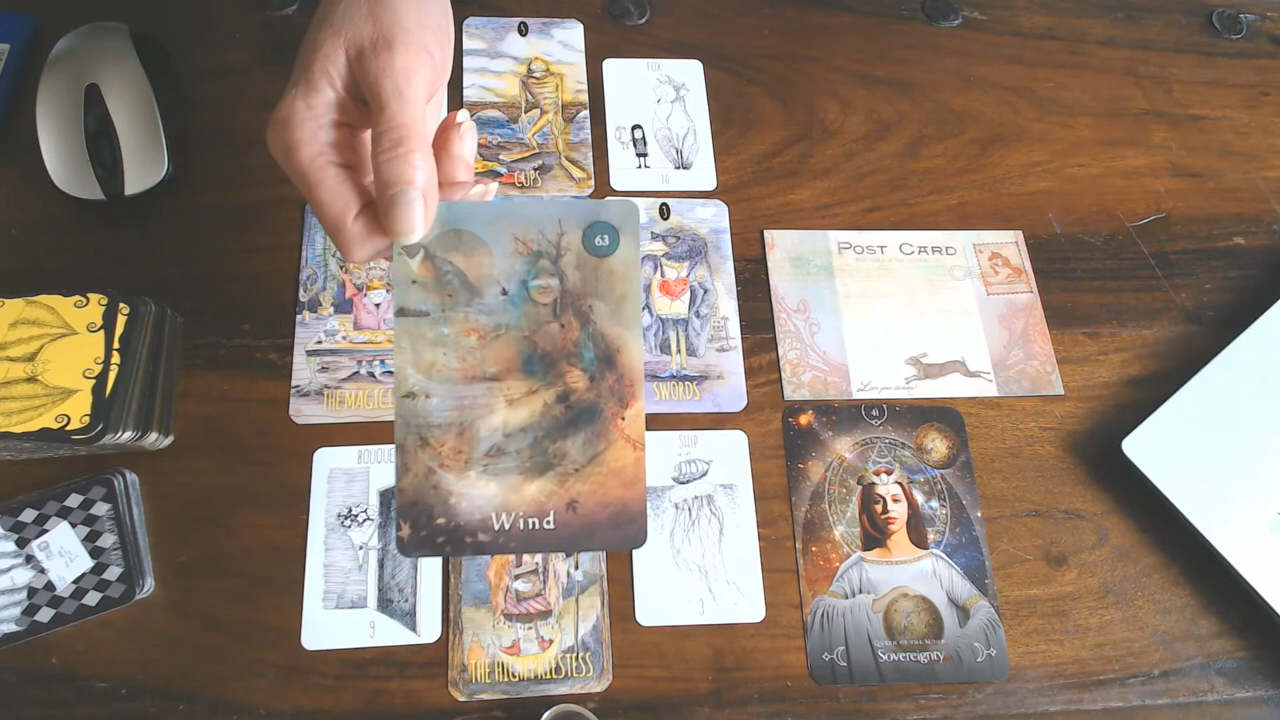 5
CUPS
FOX
14
THE MAGICI
63
Wind
J
SWORDS
POST CARD
BOUQUE
9
SHIP
3
THE HIGH PRIESTESS
41
QUEEN OF THE MOON
Sovereignty